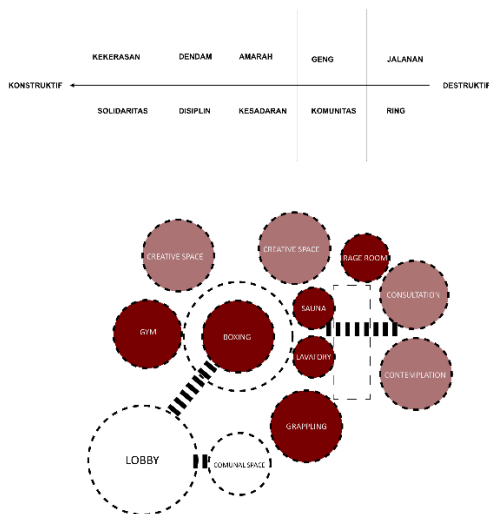 KEKERASAN DENDAM AMARAH GENG JALANAN
KONSTRUKTIF DESTRUKTIF
SOLIDARITAS DISIPLIN KESADARAN KOMUNITAS RING
CREATIVE SPACE CREATIVE SPACE
RAGE ROOM
CONSULTATION
SAUNA
GYM BOXING
LAVATORY
CONTEMPLATION
GRAPPLING
LOBBY COMUNAL SPACE